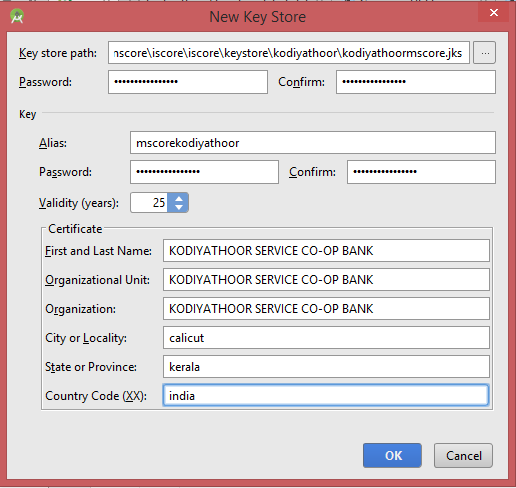 New Key Store
Key store path: nscore\iscore\iscore\keystore\kodiyathoor\kodiyathoormscore.jks ...
Password: •••••••••••••••• Confirm: ••••••••••••••••
Key
Alias: mscorekodiyathoor
Password: •••••••••••••••• Confirm: ••••••••••••••••
Validity (years): 25
Certificate
First and Last Name: KODIYATHOOR SERVICE CO-OP BANK
Organizational Unit: KODIYATHOOR SERVICE CO-OP BANK
Organization: KODIYATHOOR SERVICE CO-OP BANK
City or Locality: calicut
State or Province: kerala
Country Code (XX): india
OK Cancel